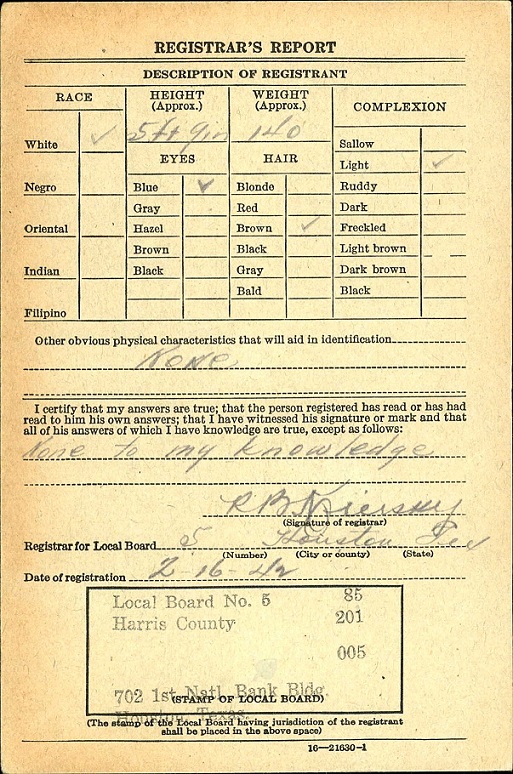 REGISTRAR'S REPORT
DESCRIPTION OF REGISTRANT
RACE
HEIGHT
(Approx.)
WEIGHT
(Approx.)
COMPLEXION
5 ft 9 in
140
White ✓
Sallow
EYES
HAIR
Light ✓
Negro
Blue ✓
Blonde
Ruddy
Gray
Red
Dark
Oriental
Hazel
Brown ✓
Freckled
Brown
Black
Light brown
Indian
Black
Gray
Dark brown
Bald
Black
Filipino
Other obvious physical characteristics that will aid in identification
None
I certify that my answers are true; that the person registered has read or has had
read to him his own answers; that I have witnessed his signature or mark and that
all of his answers of which I have knowledge are true, except as follows:
None to my knowledge
R B
(Signature of registrar)
Registrar for Local Board 5 Houston Tex
(Number) (City or county) (State)
Date of registration 2-16-42
Local Board No. 5 85
Harris County 201
005
702 1st Natl Bank Bldg.
(STAMP OF LOCAL BOARD)
Houston, Texas.
(The stamp of the Local Board having jurisdiction of the registrant
shall be placed in the above space)
16—21630-1